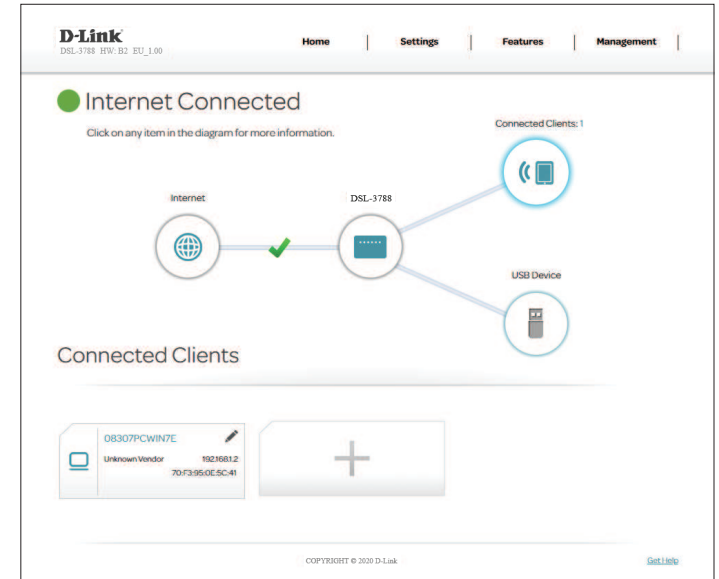 D-Link
DSL-3788 HW: B2 EU_1.00
Home
Settings
Features
Management
Internet Connected
Click on any item in the diagram for more information.
Connected Clients: 1
Internet
DSL-3788
USB Device
Connected Clients
08307PCWIN7E
Unknown Vendor 192.168.1.2
70:F3:95:0E:5C:41
COPYRIGHT © 2020 D-Link
Get Help